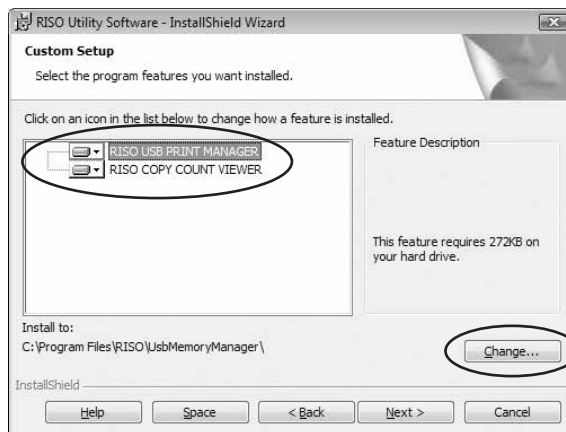 RISO Utility Software - InstallShield Wizard
Custom Setup
Select the program features you want installed.
Click on an icon in the list below to change how a feature is installed.
RISO USB PRINT MANAGER
RISO COPY COUNT VIEWER
Feature Description
This feature requires 272KB on
your hard drive.
Install to:
C:\Program Files\RISO\UsbMemoryManager\
Change...
InstallShield
Help
Space
< Back
Next >
Cancel